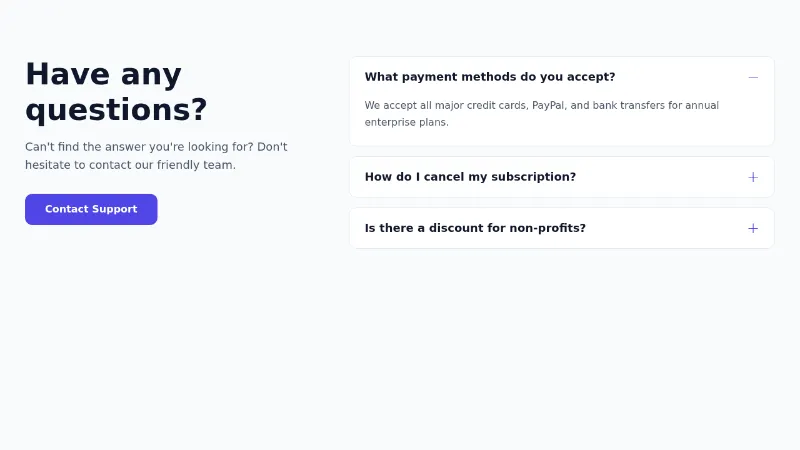 Have any
questions?
Can't find the answer you're looking for? Don't
hesitate to contact our friendly team.
Contact Support
What payment methods do you accept?
We accept all major credit cards, PayPal, and bank transfers for annual
enterprise plans.
How do I cancel my subscription?
Is there a discount for non-profits?